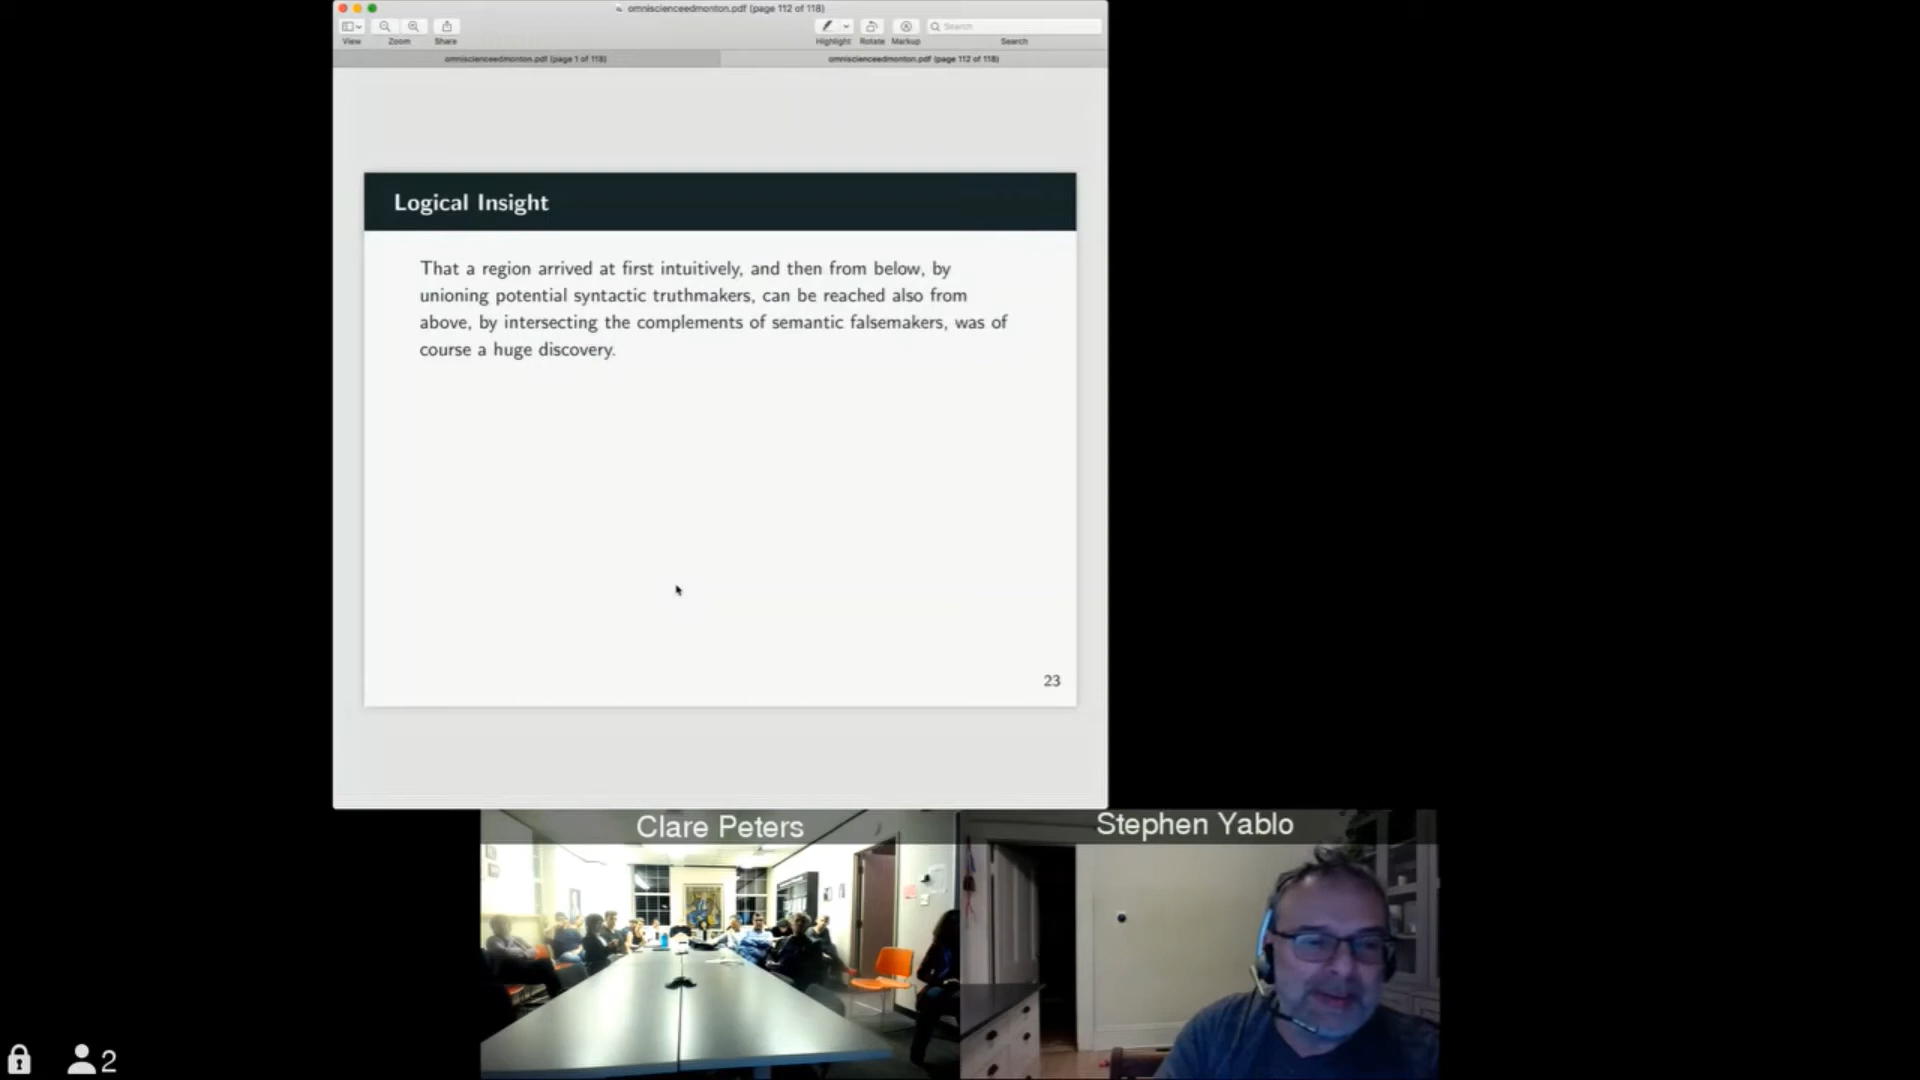 omniscienceedmonton.pdf (page 112 of 118)
View Zoom Share Highlight Rotate Markup Search
Search
omniscienceedmonton.pdf (page 1 of 118) omniscienceedmonton.pdf (page 112 of 118)
Logical Insight
That a region arrived at first intuitively, and then from below, by
unioning potential syntactic truthmakers, can be reached also from
above, by intersecting the complements of semantic falsemakers, was of
course a huge discovery.
23
Clare Peters
Stephen Yablo
2